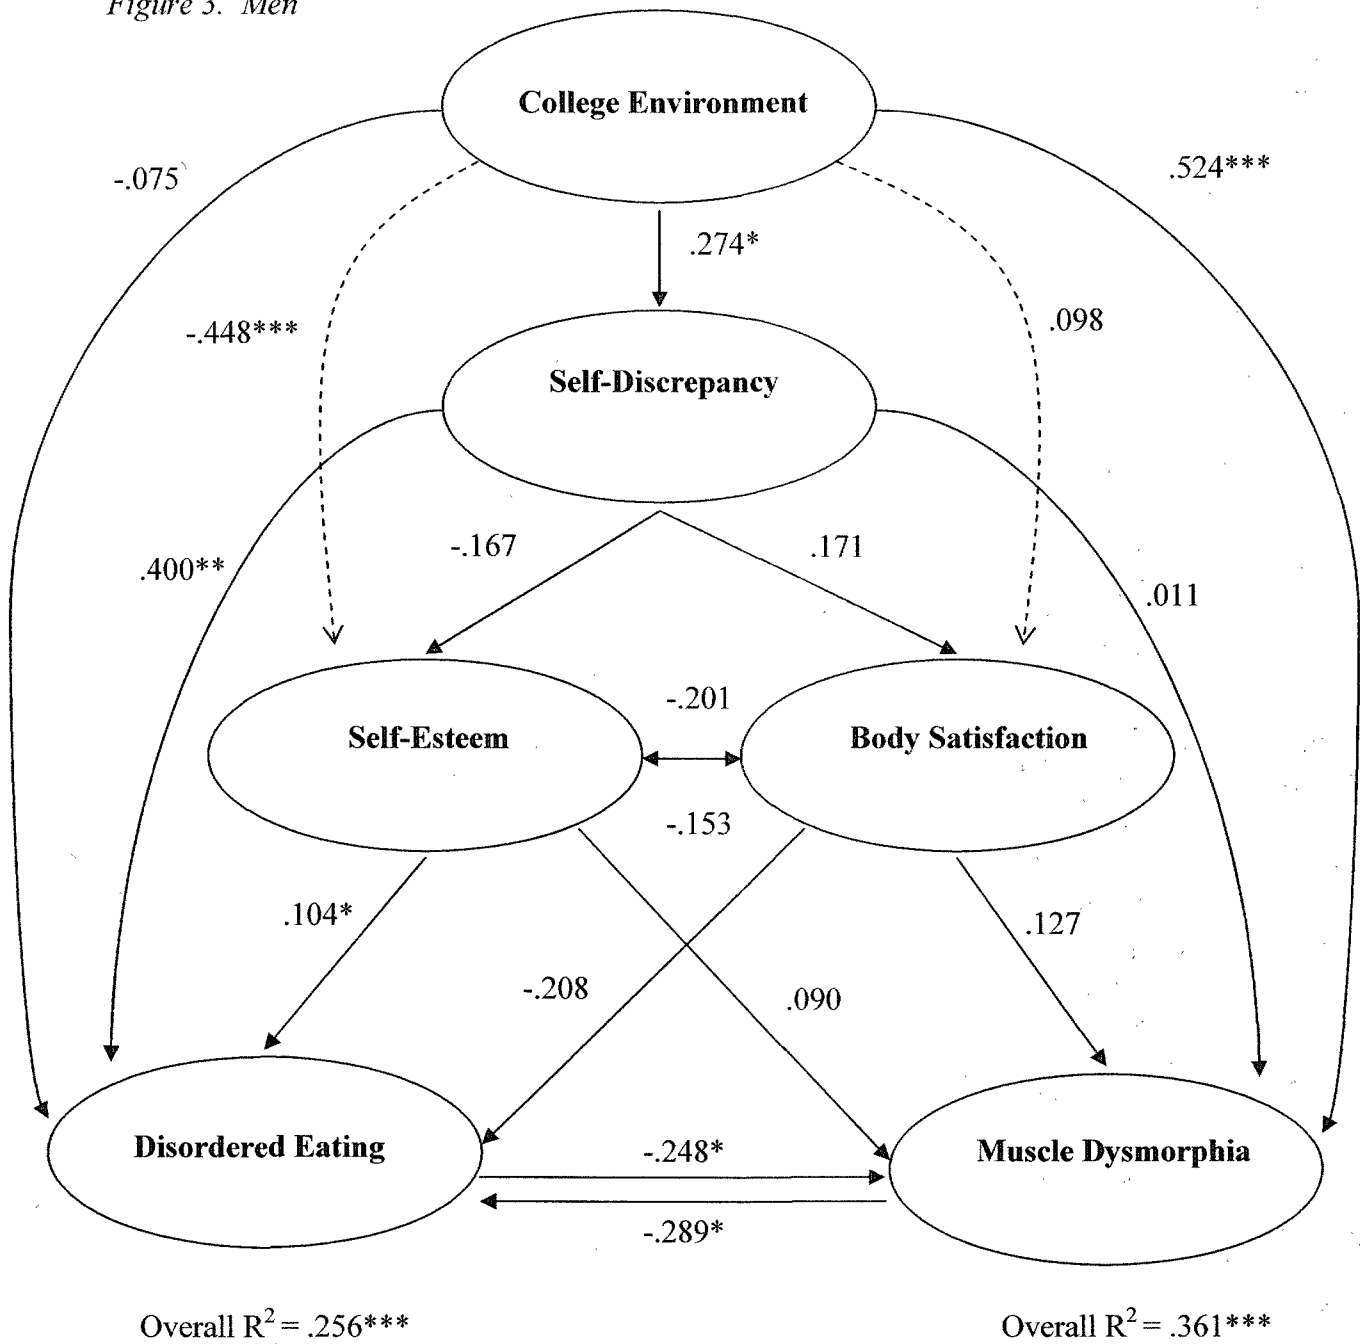 Figure 3. Men
College Environment
-.075
.524***
.274*
-.448***
.098
Self-Discrepancy
-.167
.171
.400**
.011
-.201
Self-Esteem
Body Satisfaction
-.153
.104*
.127
-.208
.090
Disordered Eating
-.248*
Muscle Dysmorphia
-.289*
Overall R² = .256***
Overall R² = .361***